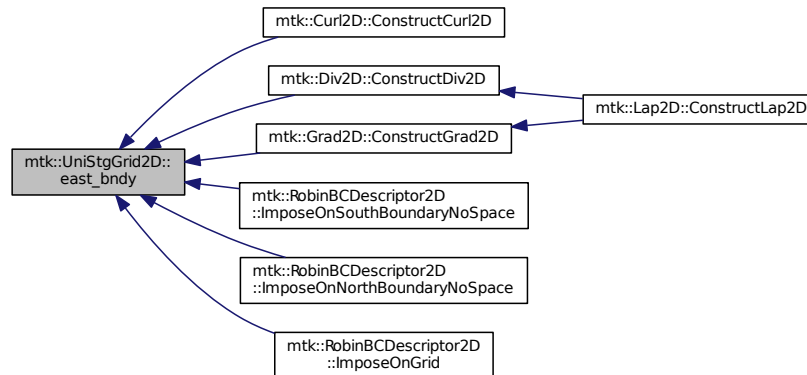 mtk::Curl2D::ConstructCurl2D
mtk::Div2D::ConstructDiv2D
mtk::Lap2D::ConstructLap2D
mtk::Grad2D::ConstructGrad2D
mtk::UniStgGrid2D::
east_bndy
mtk::RobinBCDescriptor2D
::ImposeOnSouthBoundaryNoSpace
mtk::RobinBCDescriptor2D
::ImposeOnNorthBoundaryNoSpace
mtk::RobinBCDescriptor2D
::ImposeOnGrid